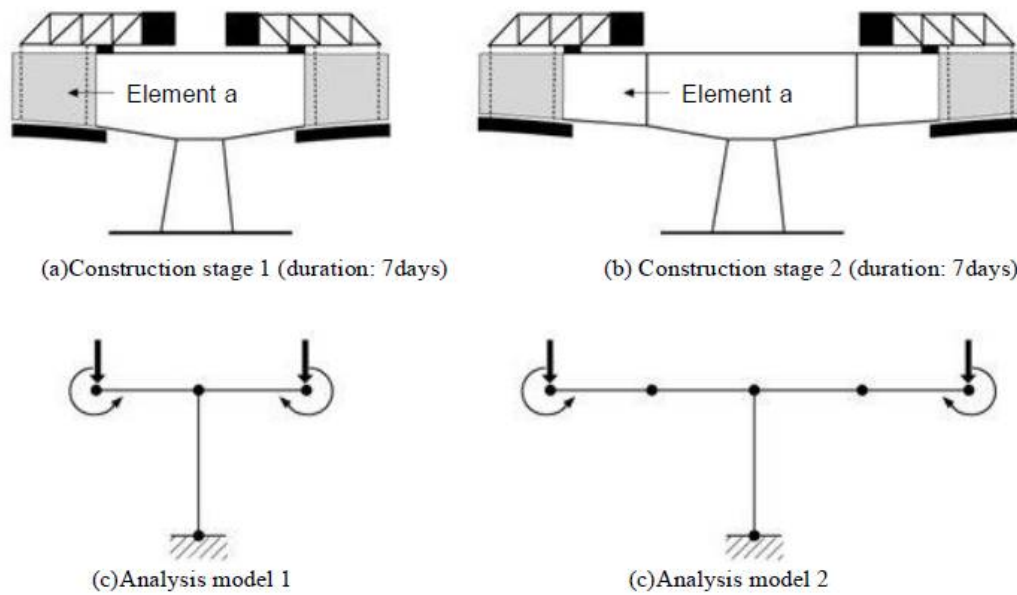 Element a
Element a
(a)Construction stage 1 (duration: 7days)
(b) Construction stage 2 (duration: 7days)
(c)Analysis model 1
(c)Analysis model 2